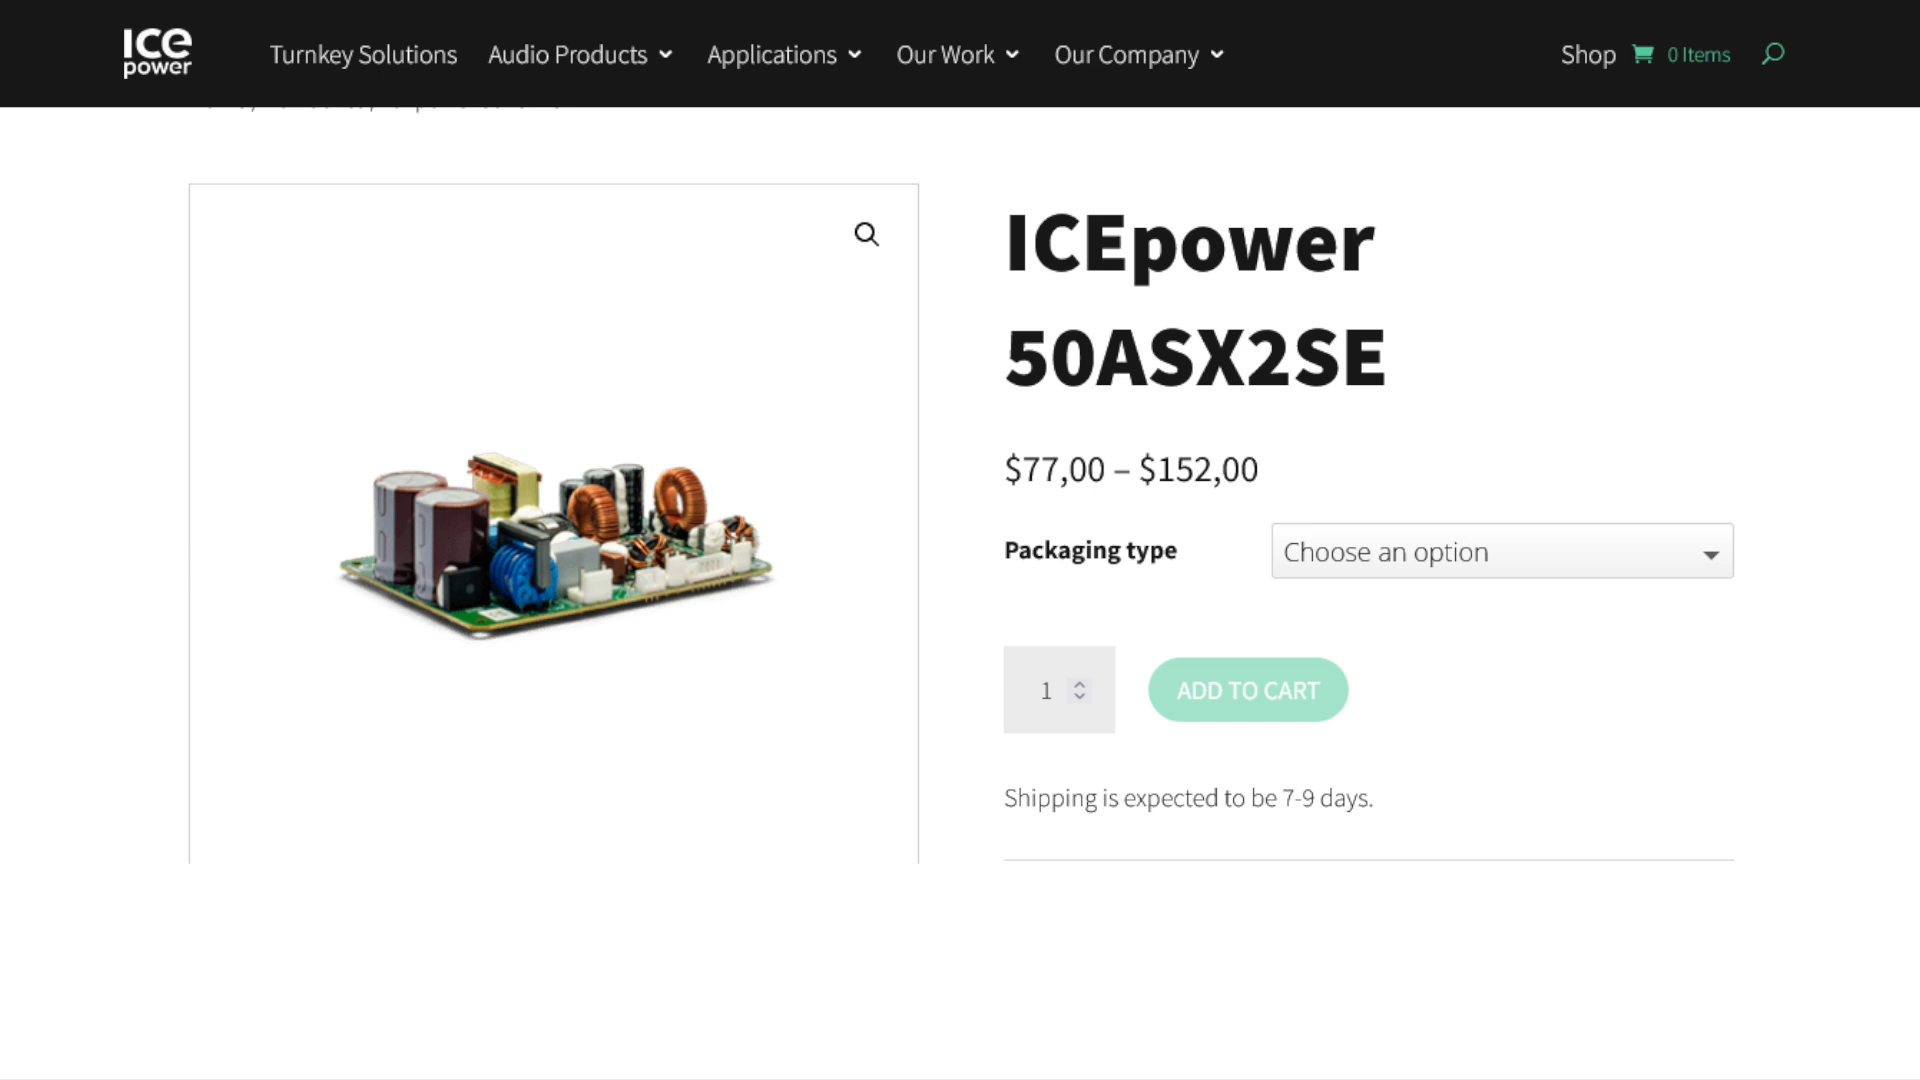 ICE
power
Turnkey Solutions
Audio Products
Applications
Our Work
Our Company
Shop
0 Items
ICEpower
50ASX2SE
$77,00 – $152,00
Packaging type
Choose an option
1
ADD TO CART
Shipping is expected to be 7-9 days.